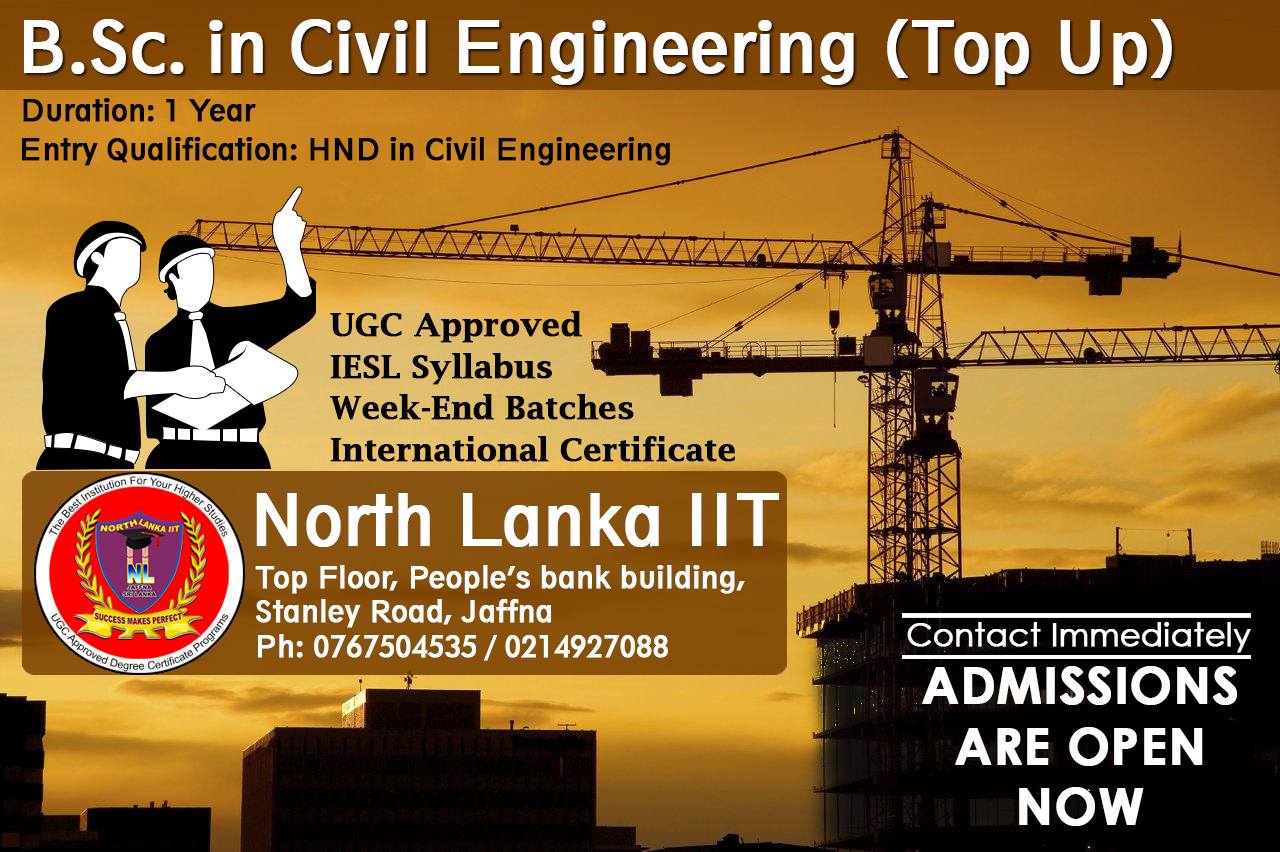 B.Sc. in Civil Engineering (Top Up)
Duration: 1 Year
Entry Qualification: HND in Civil Engineering
UGC Approved
IESL Syllabus
Week-End Batches
International Certificate
The Best Institution For Your Higher Studies
NORTH LANKA IIT
NL
JAFFNA
SRI LANKA
SUCCESS MAKES PERFECT
UGC Approved Degree Certificate Programs
North Lanka IIT
Top Floor, People's bank building,
Stanley Road, Jaffna
Ph: 0767504535 / 0214927088
Contact Immediately
ADMISSIONS
ARE OPEN
NOW